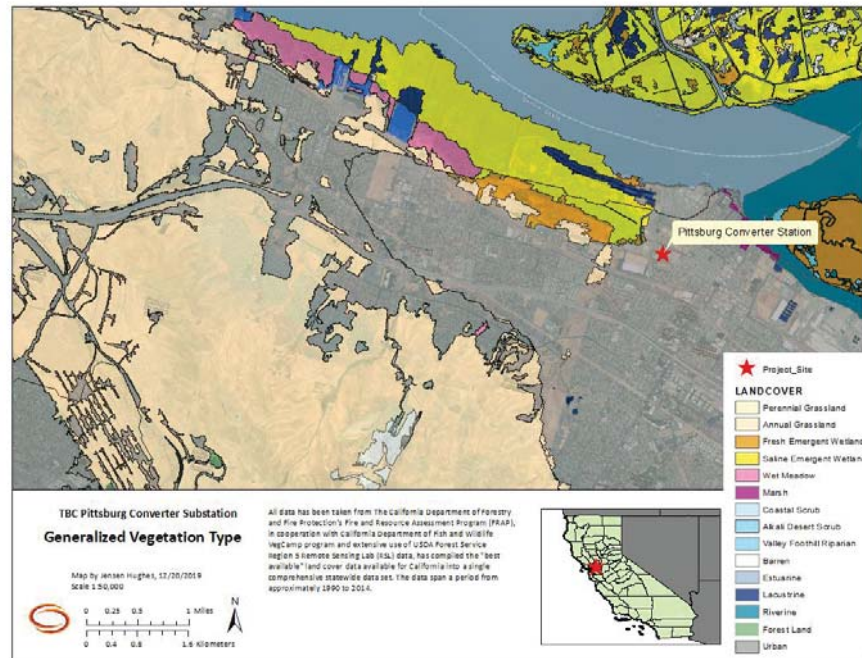 Pittsburg Converter Station
Project_Site
LANDCOVER
Perennial Grassland
Annual Grassland
Fresh Emergent Wetland
Saline Emergent Wetland
Wet Meadow
Marsh
Coastal Scrub
Alkali Desert Scrub
Valley Foothill Riparian
Barren
Estuarine
Lacustrine
Riverine
Forest Land
Urban
TBC Pittsburg Converter Substation
Generalized Vegetation Type
Map by Jensen Hughes, 12/20/2019
Scale 1:50,000
0 0.25 0.5 1 Miles
0 0.4 0.8 1.6 Kilometers
N
All data has been taken from The California Department of Forestry
and Fire Protection's Fire and Resource Assessment Program (FRAP),
in cooperation with California Department of Fish and Wildlife
VegCamp program and extensive use of USDA Forest Service
Region 5 Remote Sensing Lab (RSL) data, has compiled the "best
available" land cover data available for California into a single
comprehensive statewide data set. The data span a period from
approximately 1990 to 2014.